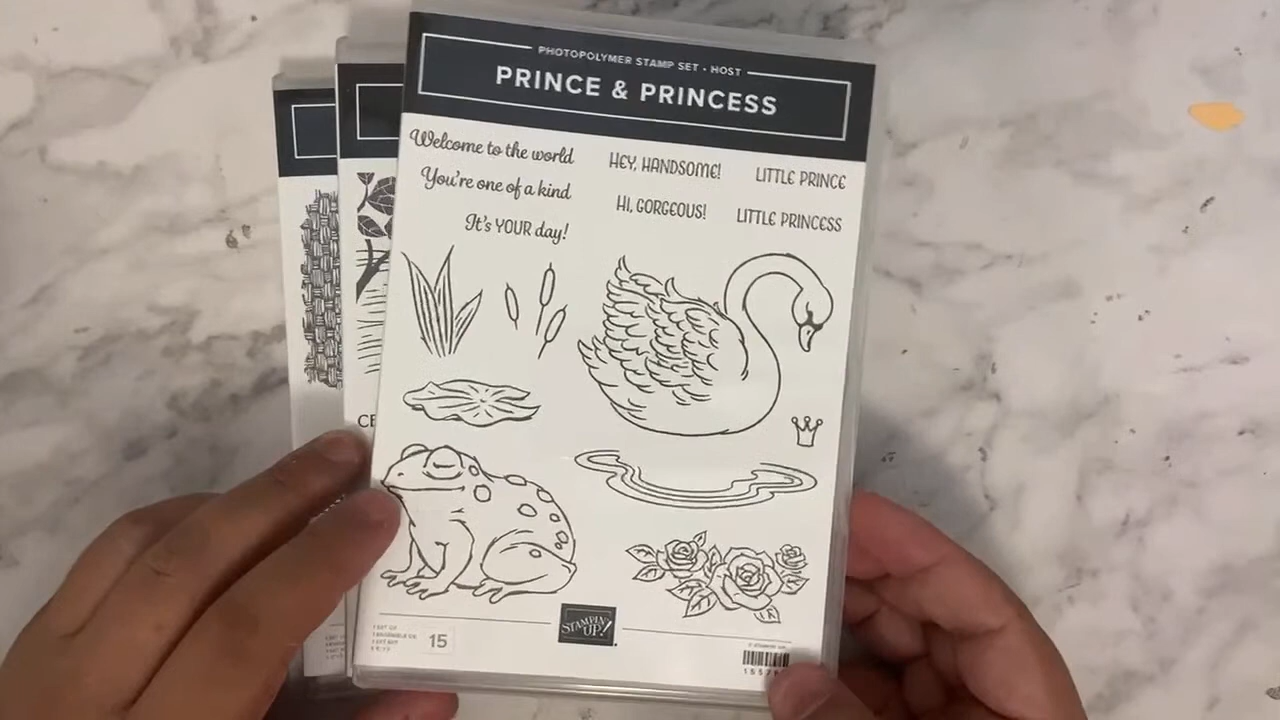 PHOTOPOLYMER STAMP SET • HOST
PRINCE & PRINCESS
Welcome to the world
You're one of a kind
It's YOUR day!
HEY, HANDSOME!
HI, GORGEOUS!
LITTLE PRINCE
LITTLE PRINCESS
CE
15
STAMPIN' UP!